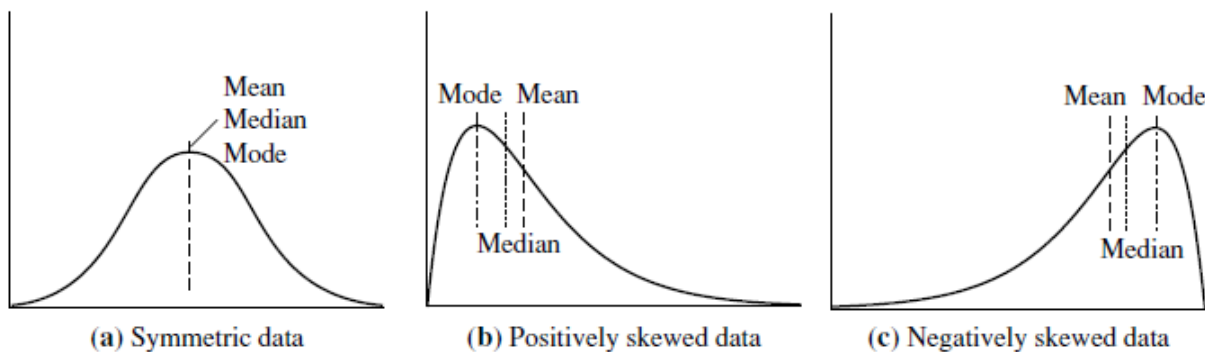 Mean
Median
Mode
(a) Symmetric data
Mode Mean
Median
(b) Positively skewed data
Mean Mode
Median
(c) Negatively skewed data